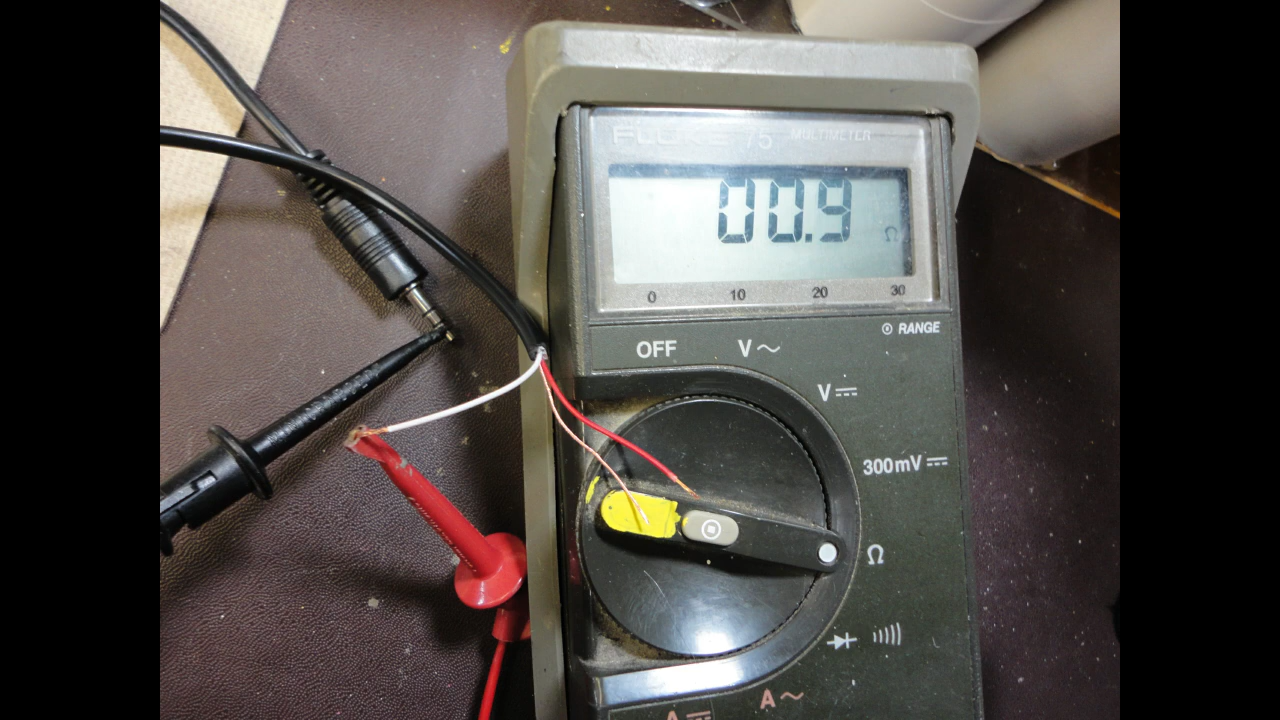 FLUKE 75 MULTIMETER
00.9 Ω
0 10 20 30
RANGE
OFF V~
V⎓
300mV⎓
Ω
A~
A⎓